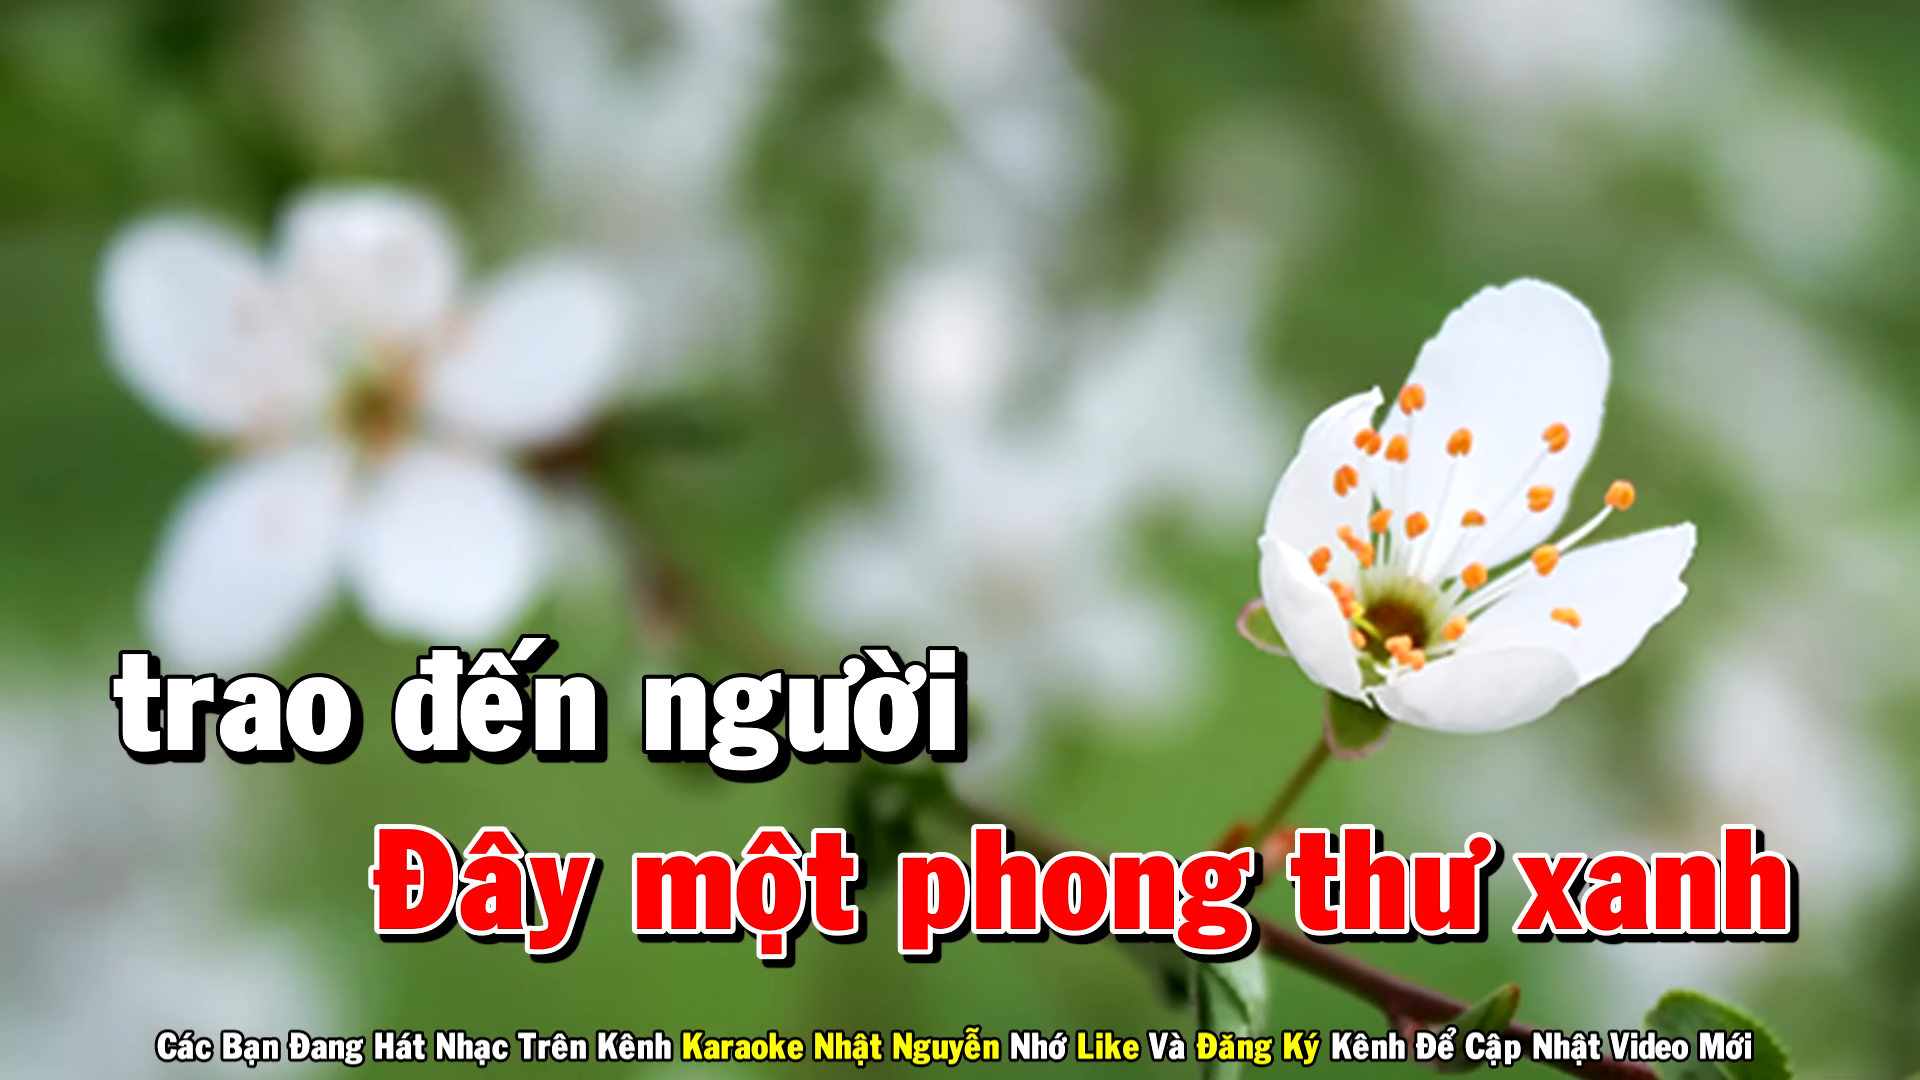 trao đến người
Đây một phong thư xanh
Các Bạn Đang Hát Nhạc Trên Kênh Karaoke Nhật Nguyễn Nhớ Like Và Đăng Ký Kênh Để Cập Nhật Video Mới